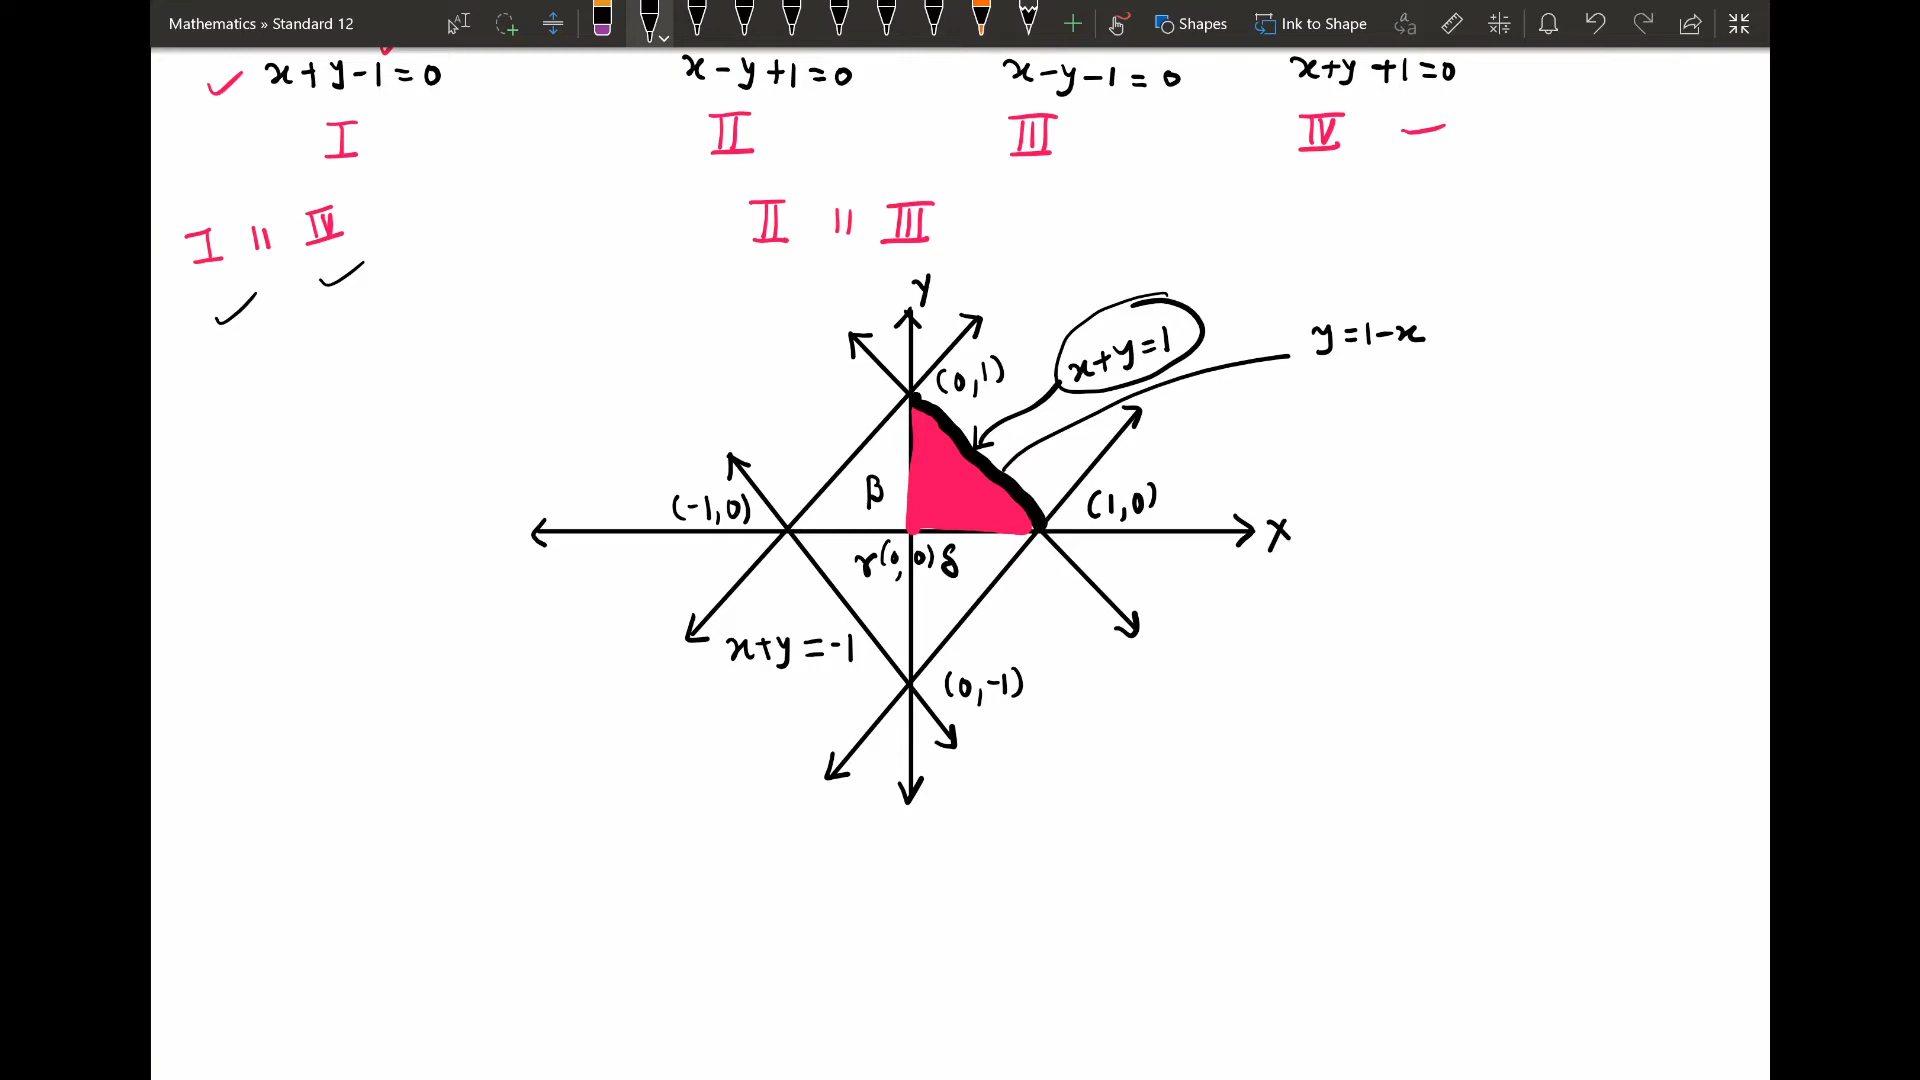 Mathematics » Standard 12
Shapes
Ink to Shape
x+y-1=0
x-y+1=0
x-y-1=0
x+y+1=0
I
II
III
IV -
I || IV
II || III
Y
x+y=1
y=1-x
(0,1)
β
(-1,0)
(1,0)
X
γ(0,0)δ
x+y=-1
(0,-1)